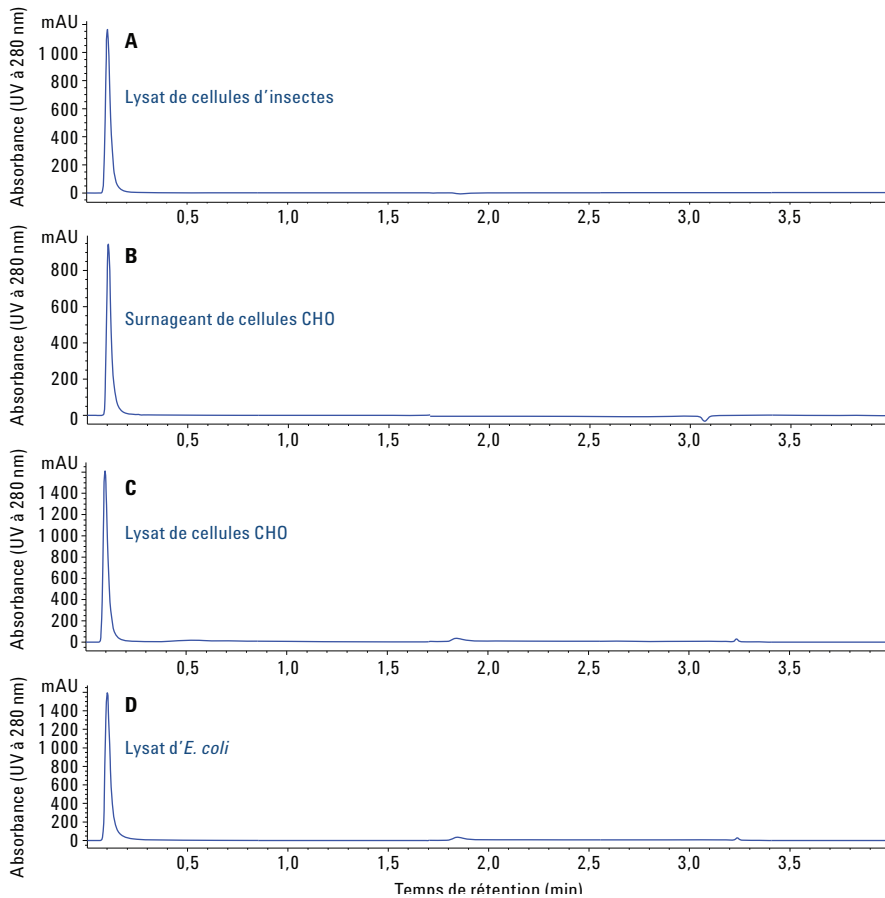 Absorbance (UV à 280 nm)
mAU
A
Lysat de cellules d'insectes
1 000
800
600
400
200
0
0,5 1,0 1,5 2,0 2,5 3,0 3,5
Absorbance (UV à 280 nm)
mAU
B
Surnageant de cellules CHO
800
600
400
200
0
0,5 1,0 1,5 2,0 2,5 3,0 3,5
Absorbance (UV à 280 nm)
mAU
C
Lysat de cellules CHO
1 400
1 200
1 000
800
600
400
200
0
0,5 1,0 1,5 2,0 2,5 3,0 3,5
Absorbance (UV à 280 nm)
mAU
D
Lysat d'E. coli
1 400
1 200
1 000
800
600
400
200
0
0,5 1,0 1,5 2,0 2,5 3,0 3,5
Temps de rétention (min)